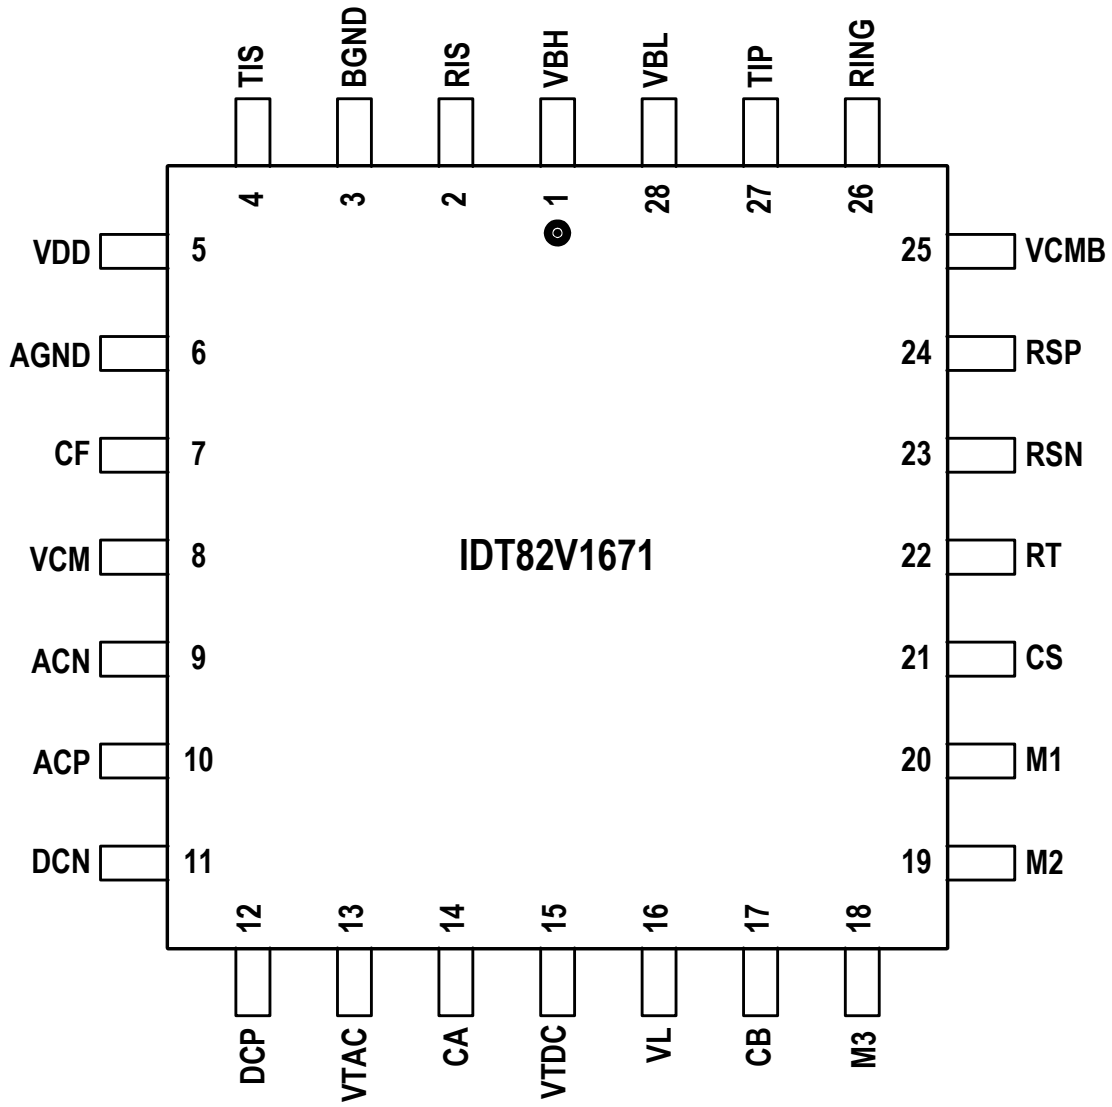 TIS BGND RIS VBH VBL TIP RING
4 3 2 1 28 27 26
VDD 5 25 VCMB
AGND 6 24 RSP
CF 7 23 RSN
VCM 8 IDT82V1671 22 RT
ACN 9 21 CS
ACP 10 20 M1
DCN 11 19 M2
12 13 14 15 16 17 18
DCP VTAC CA VTDC VL CB M3